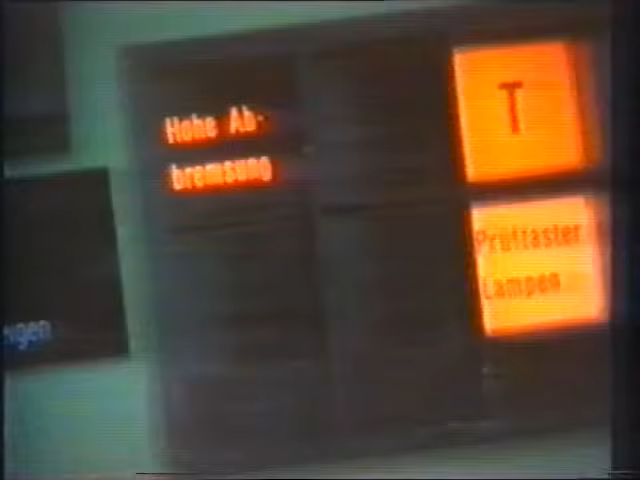 Hohe Ab-
bremsung
T
Prüftaster
Lampen